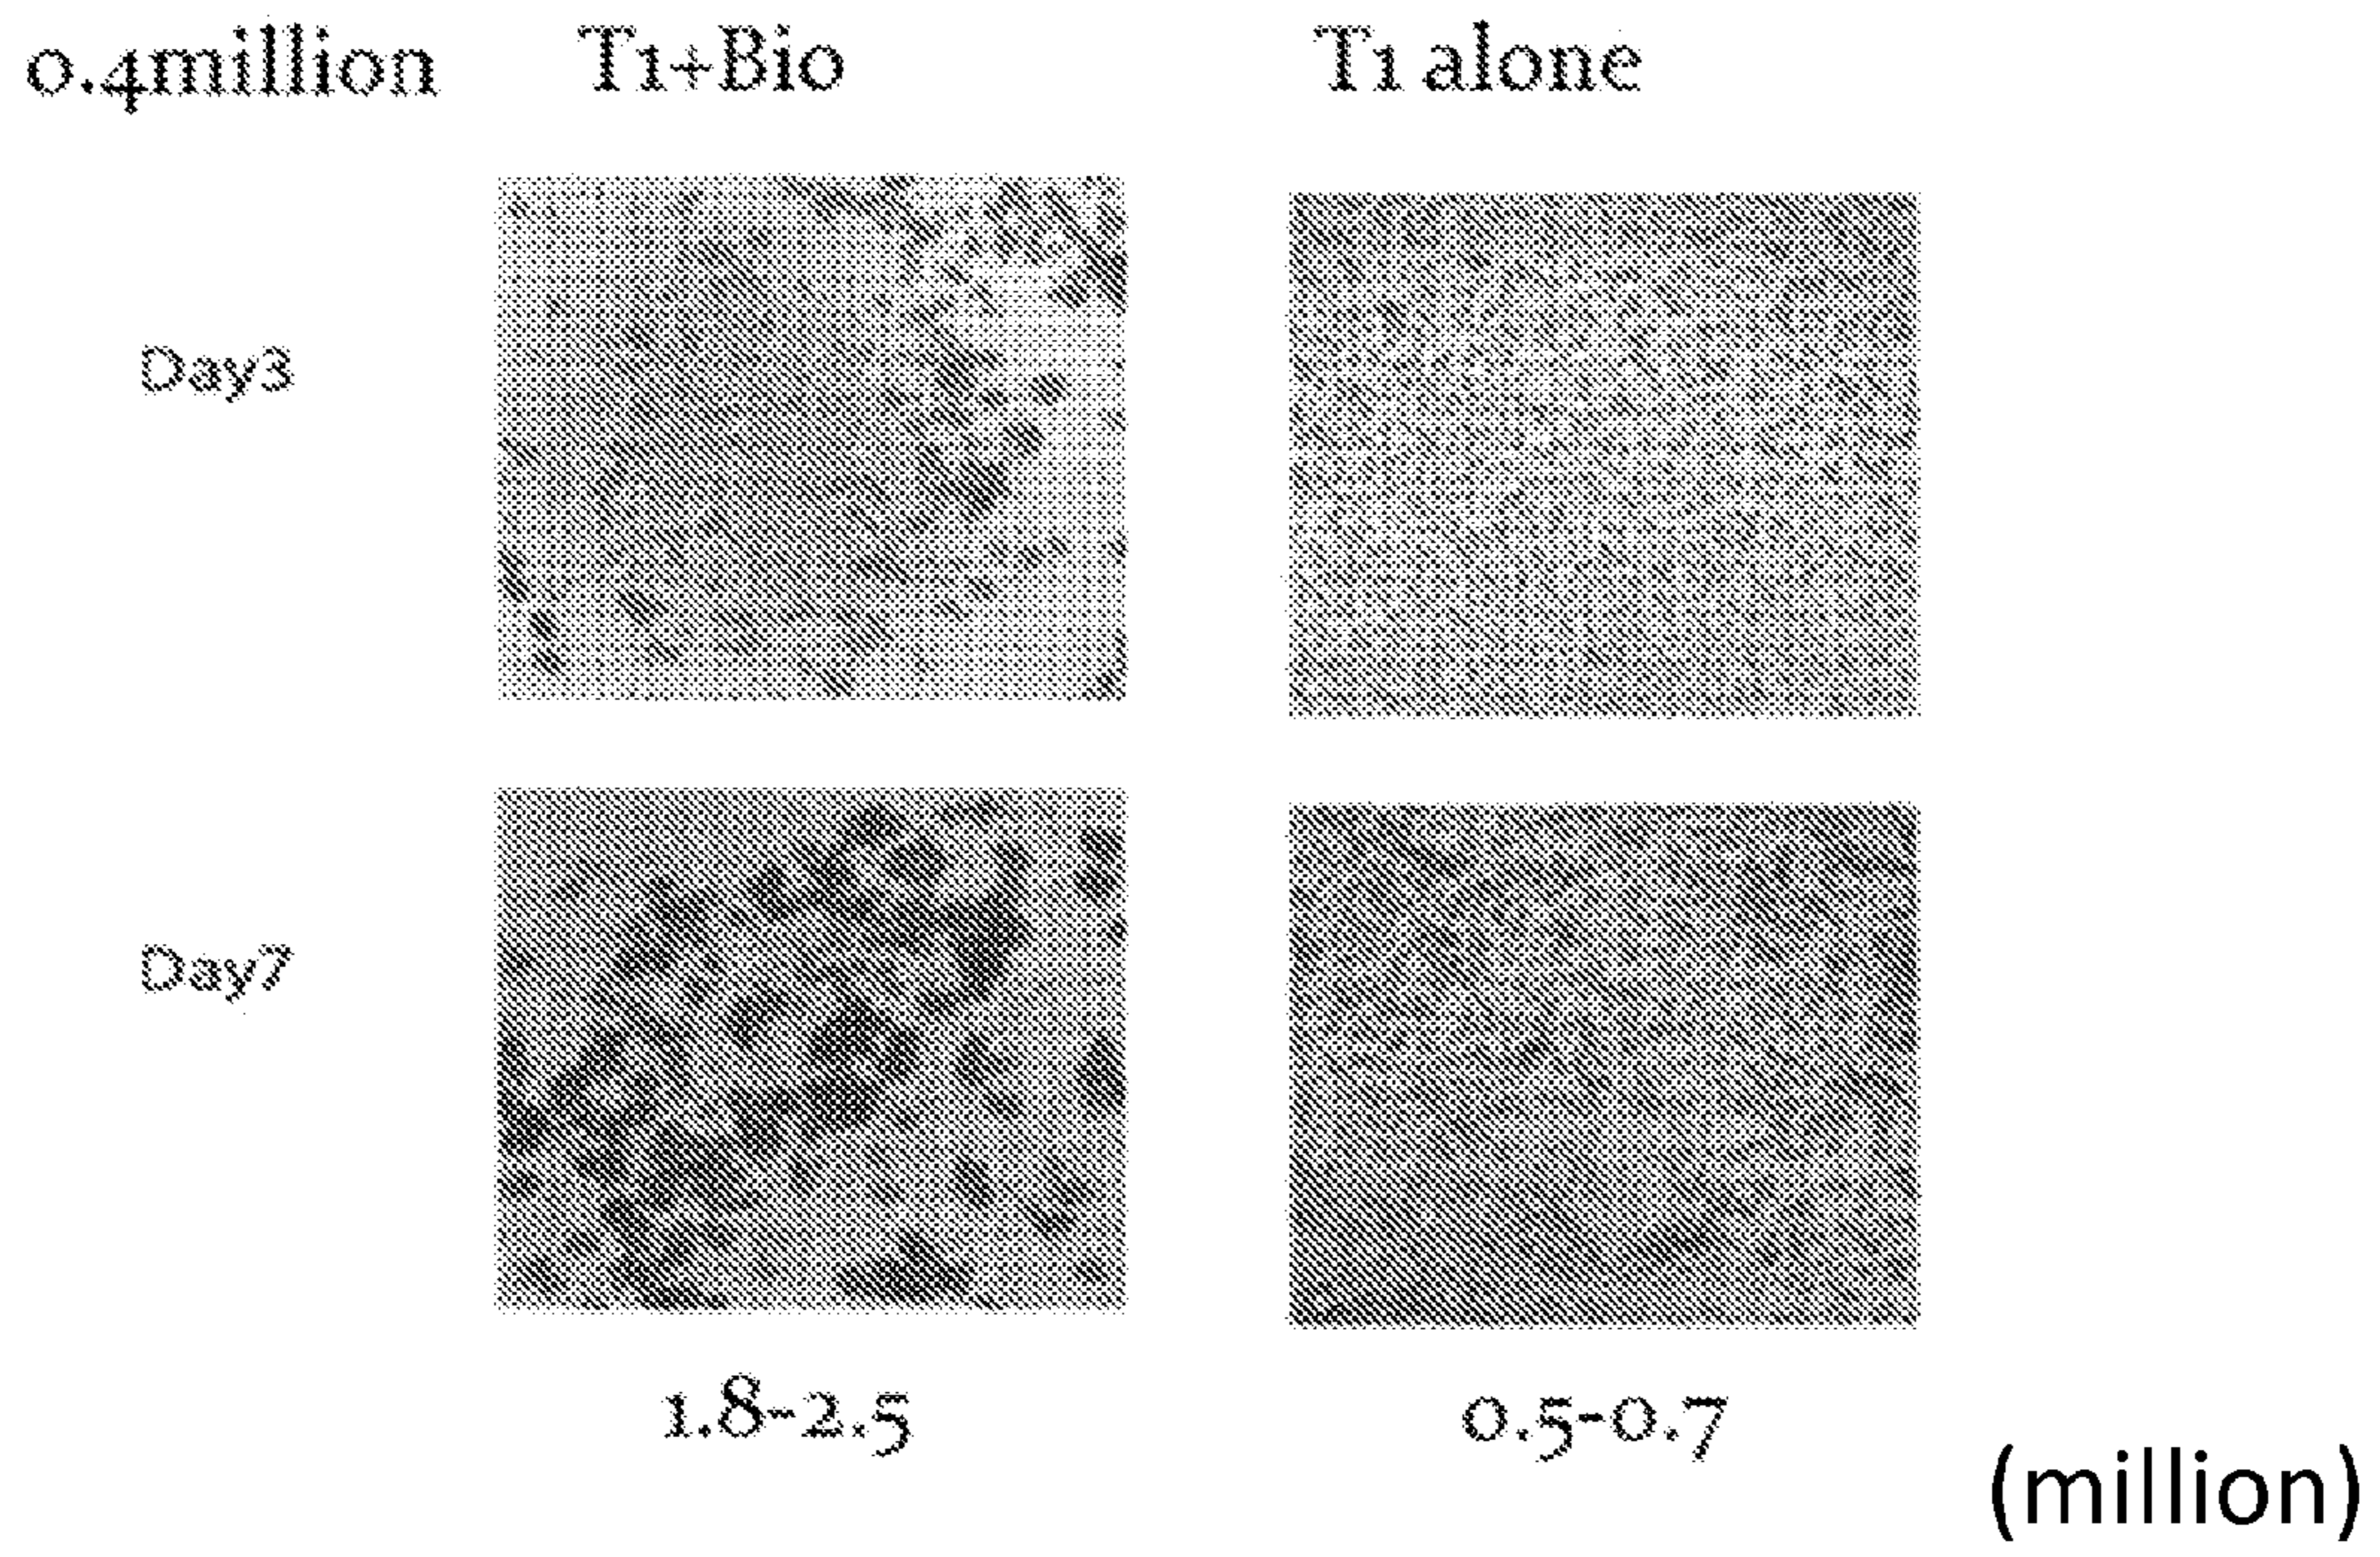 0.4million T1+Bio T1 alone
Day3
Day7
1.8-2.5 0.5-0.7
(million)